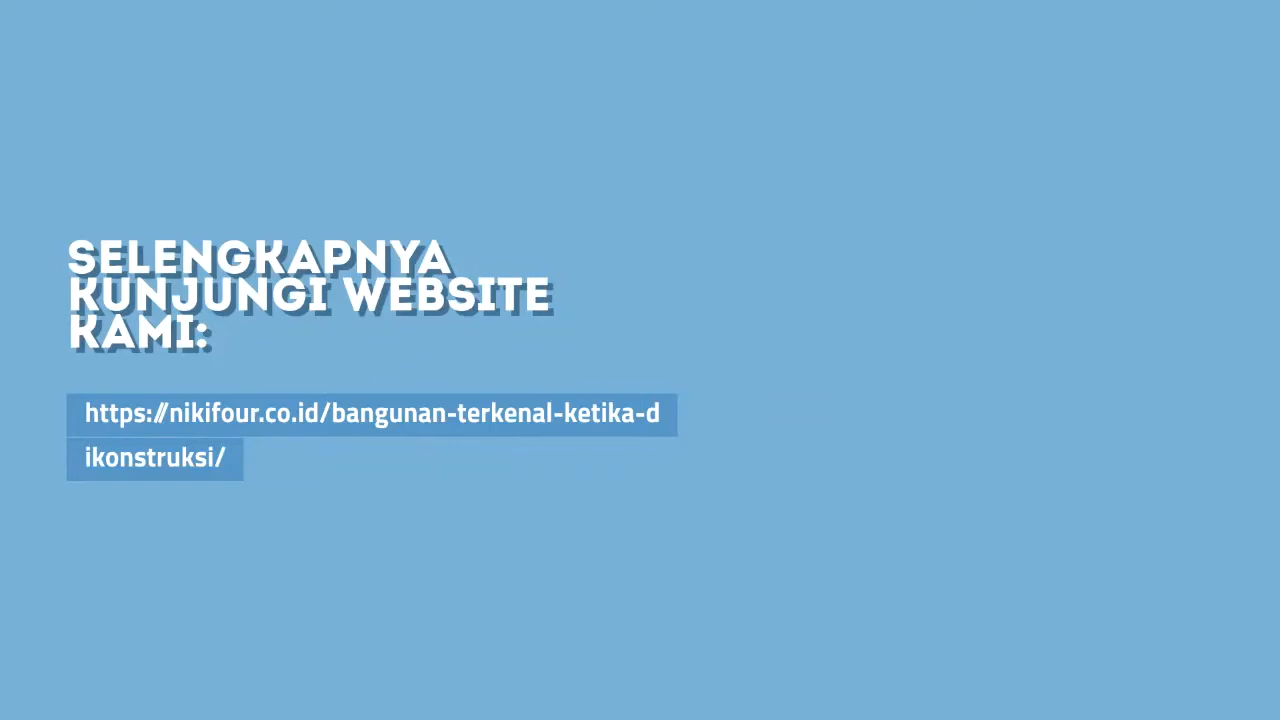 SELENGKAPNYA
KUNJUNGI WEBSITE
KAMI:
https://nikifour.co.id/bangunan-terkenal-ketika-d
ikonstruksi/